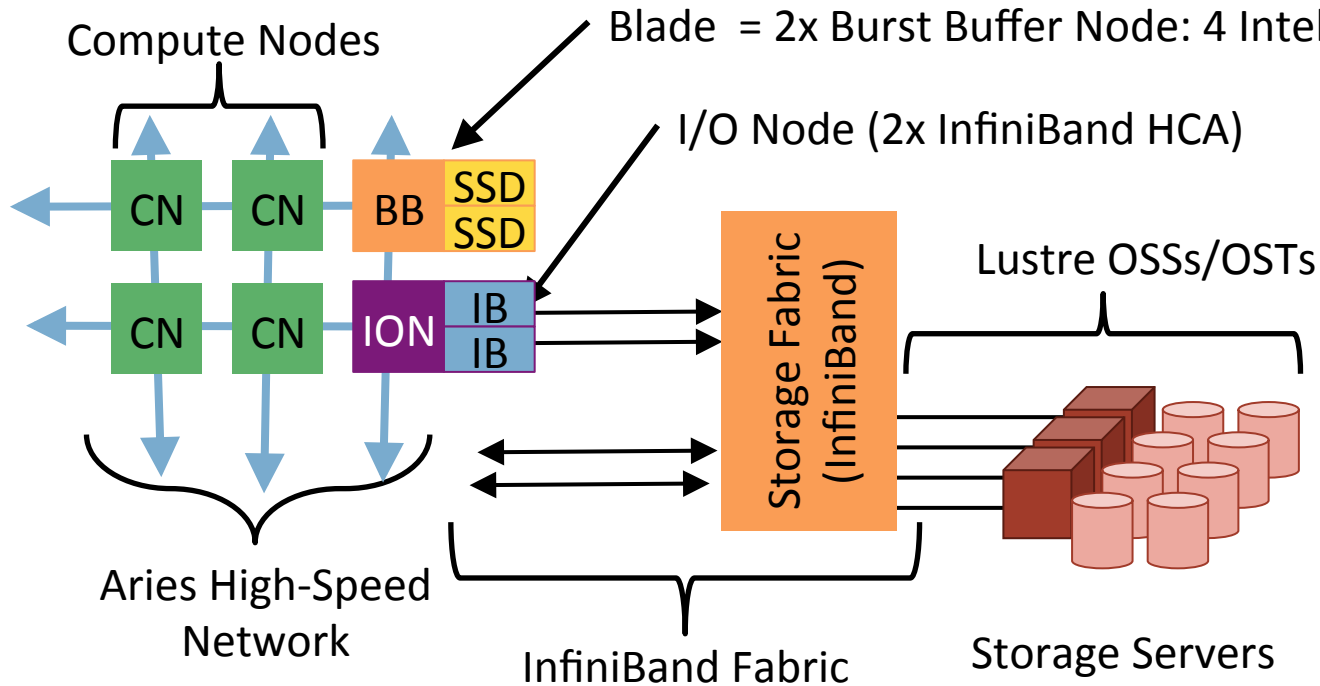 Blade = 2x Burst Buffer Node: 4 Intel
Compute Nodes
I/O Node (2x InfiniBand HCA)
CN
CN
BB
SSD
SSD
Lustre OSSs/OSTs
CN
CN
ION
IB
IB
Storage Fabric
(InfiniBand)
Aries High-Speed
Network
InfiniBand Fabric
Storage Servers